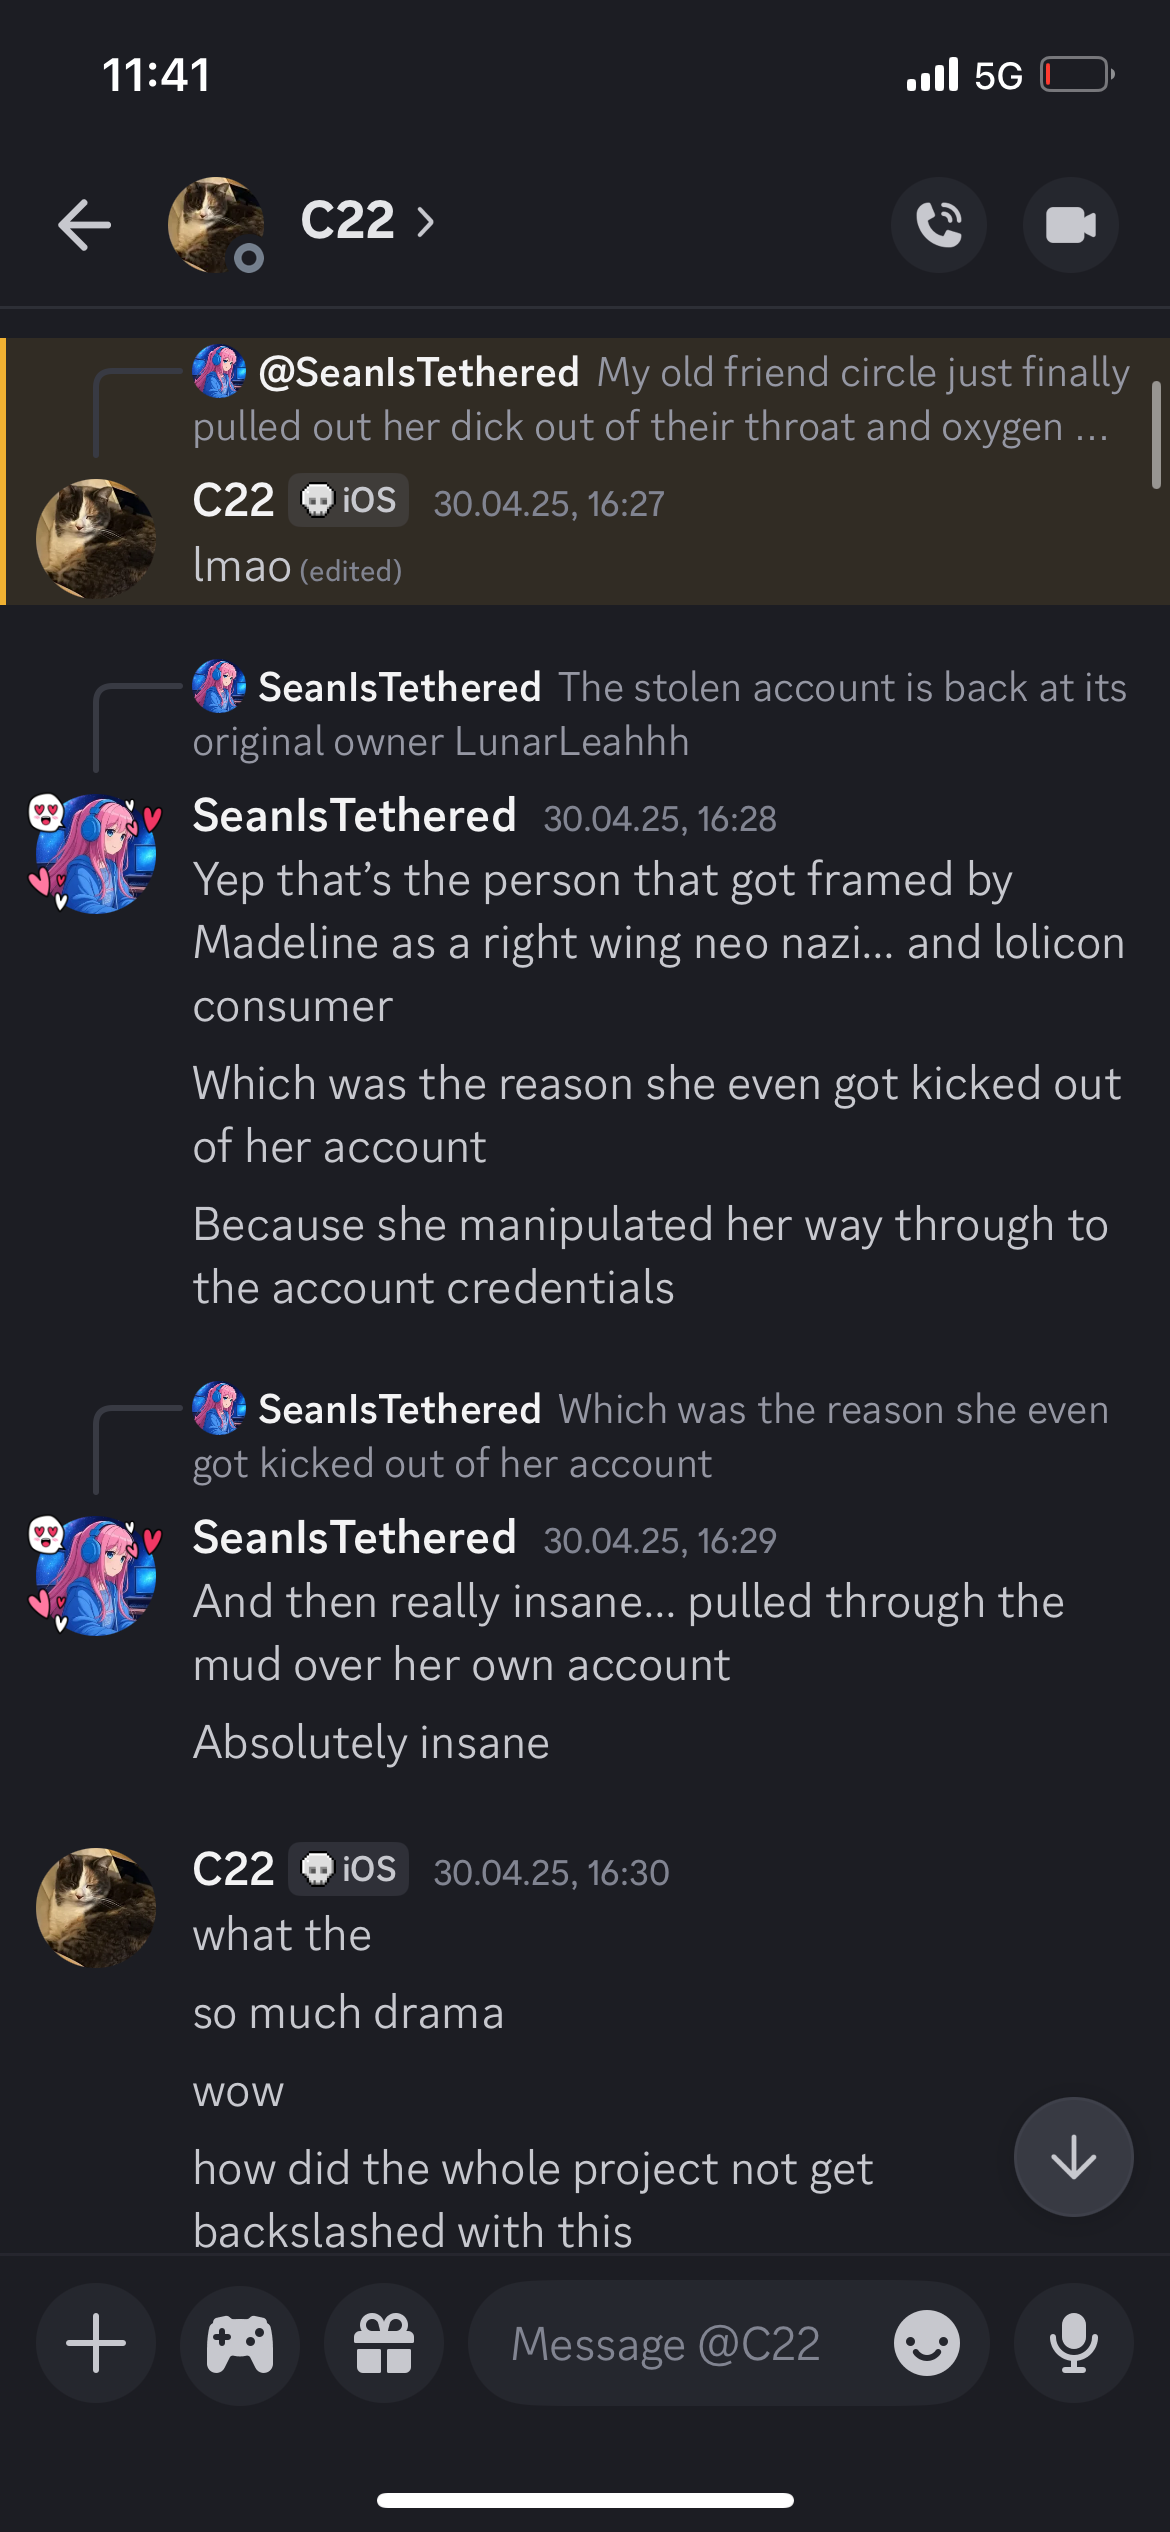 11:41
5G
C22
@SeanIsTethered My old friend circle just finally
pulled out her dick out of their throat and oxygen ...
C22 iOS 30.04.25, 16:27
lmao (edited)
SeanIsTethered The stolen account is back at its
original owner LunarLeahhh
SeanIsTethered 30.04.25, 16:28
Yep that’s the person that got framed by
Madeline as a right wing neo nazi... and lolicon
consumer
Which was the reason she even got kicked out
of her account
Because she manipulated her way through to
the account credentials
SeanIsTethered Which was the reason she even
got kicked out of her account
SeanIsTethered 30.04.25, 16:29
And then really insane... pulled through the
mud over her own account
Absolutely insane
C22 iOS 30.04.25, 16:30
what the
so much drama
wow
how did the whole project not get
backslashed with this
Message @C22